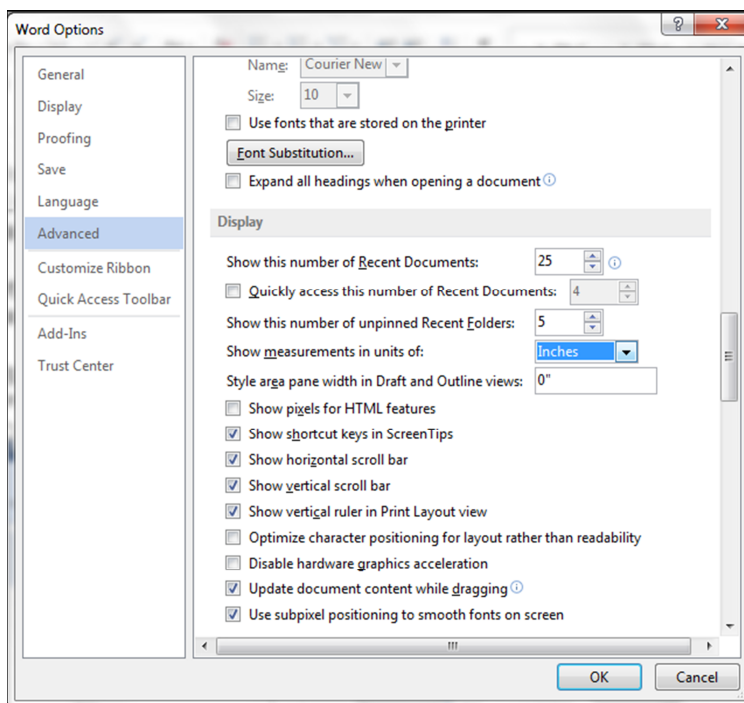 Word Options
General
Display
Proofing
Save
Language
Advanced
Customize Ribbon
Quick Access Toolbar
Add-Ins
Trust Center
Name: Courier New
Size: 10
Use fonts that are stored on the printer
Font Substitution...
Expand all headings when opening a document
Display
Show this number of Recent Documents: 25
Quickly access this number of Recent Documents: 4
Show this number of unpinned Recent Folders: 5
Show measurements in units of: Inches
Style area pane width in Draft and Outline views: 0"
Show pixels for HTML features
Show shortcut keys in ScreenTips
Show horizontal scroll bar
Show vertical scroll bar
Show vertical ruler in Print Layout view
Optimize character positioning for layout rather than readability
Disable hardware graphics acceleration
Update document content while dragging
Use subpixel positioning to smooth fonts on screen
OK Cancel